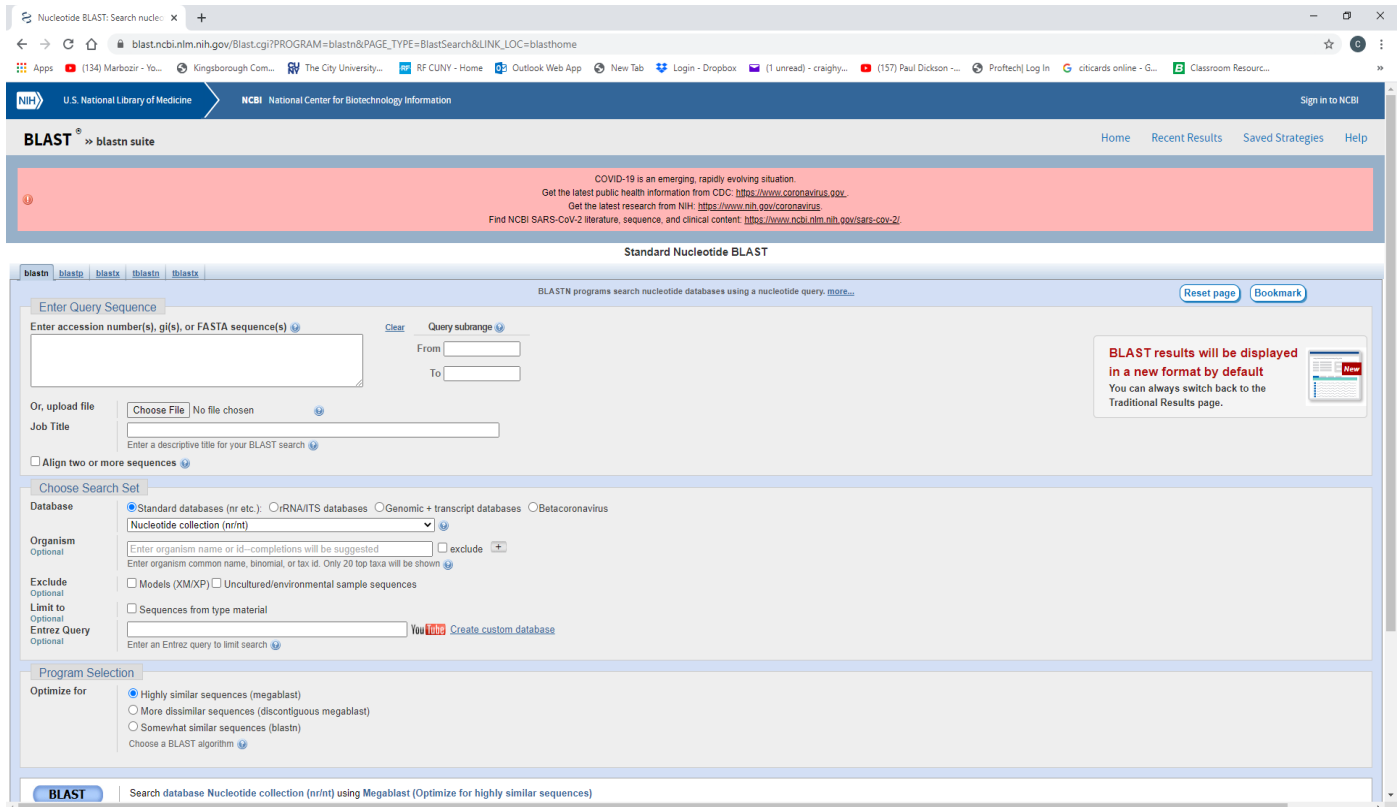 Nucleotide BLAST: Search nucleo
blast.ncbi.nlm.nih.gov/Blast.cgi?PROGRAM=blastn&PAGE_TYPE=BlastSearch&LINK_LOC=blasthome
C
Apps (134) Marbozir - Yo... Kingsborough Com... The City University... RF RF CUNY - Home Outlook Web App New Tab Login - Dropbox (1 unread) - craighy... (157) Paul Dickson -... Proftech| Log In G citicards online - G... B Classroom Resourc... »
NIH U.S. National Library of Medicine NCBI National Center for Biotechnology Information Sign in to NCBI
BLAST ® » blastn suite Home Recent Results Saved Strategies Help
COVID-19 is an emerging, rapidly evolving situation.
Get the latest public health information from CDC: https://www.coronavirus.gov .
Get the latest research from NIH: https://www.nih.gov/coronavirus.
Find NCBI SARS-CoV-2 literature, sequence, and clinical content: https://www.ncbi.nlm.nih.gov/sars-cov-2/.
Standard Nucleotide BLAST
blastn blastp blastx tblastn tblastx
BLASTN programs search nucleotide databases using a nucleotide query. more... Reset page Bookmark
Enter Query Sequence
Enter accession number(s), gi(s), or FASTA sequence(s) Clear Query subrange
From
To
BLAST results will be displayed
in a new format by default
You can always switch back to the
Traditional Results page.
New
Or, upload file Choose File No file chosen
Job Title
Enter a descriptive title for your BLAST search
Align two or more sequences
Choose Search Set
Database Standard databases (nr etc.): rRNA/ITS databases Genomic + transcript databases Betacoronavirus
Nucleotide collection (nr/nt)
Organism
Optional
Enter organism name or id--completions will be suggested exclude +
Enter organism common name, binomial, or tax id. Only 20 top taxa will be shown
Exclude
Optional
Models (XM/XP) Uncultured/environmental sample sequences
Limit to
Optional
Sequences from type material
Entrez Query
Optional
YouTube Create custom database
Enter an Entrez query to limit search
Program Selection
Optimize for
Highly similar sequences (megablast)
More dissimilar sequences (discontiguous megablast)
Somewhat similar sequences (blastn)
Choose a BLAST algorithm
BLAST Search database Nucleotide collection (nr/nt) using Megablast (Optimize for highly similar sequences)